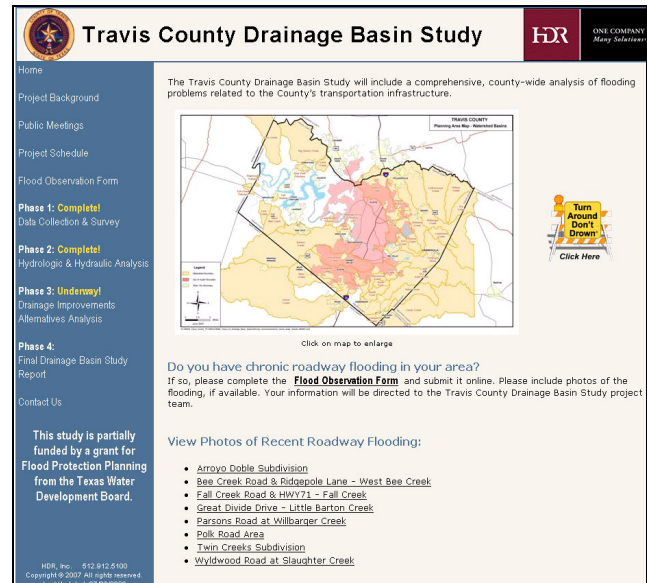 Travis County Drainage Basin Study
HDR
ONE COMPANY
Many Solutions
Home
Project Background
Public Meetings
Project Schedule
Flood Observation Form
Phase 1: Complete!
Data Collection & Survey
Phase 2: Complete!
Hydrologic & Hydraulic Analysis
Phase 3: Underway!
Drainage Improvements
Alternatives Analysis
Phase 4:
Final Drainage Basin Study
Report
Contact Us
This study is partially
funded by a grant for
Flood Protection Planning
from the Texas Water
Development Board.
HDR, Inc. 512.912.5100
Copyright © 2007 All rights reserved.
The Travis County Drainage Basin Study will include a comprehensive, county-wide analysis of flooding
problems related to the County's transportation infrastructure.
TRAVIS COUNTY
Planning Area Map - Watershed Basins
Legend
Click on map to enlarge
Turn
Around
Don't
Drown
Click Here
Do you have chronic roadway flooding in your area?
If so, please complete the Flood Observation Form and submit it online. Please include photos of the
flooding, if available. Your information will be directed to the Travis County Drainage Basin Study project
team.
View Photos of Recent Roadway Flooding:
Arroyo Doble Subdivision
Bee Creek Road & Ridgepole Lane - West Bee Creek
Fall Creek Road & HWY71 - Fall Creek
Great Divide Drive - Little Barton Creek
Parsons Road at Willbarger Creek
Polk Road Area
Twin Creeks Subdivision
Wyldwood Road at Slaughter Creek